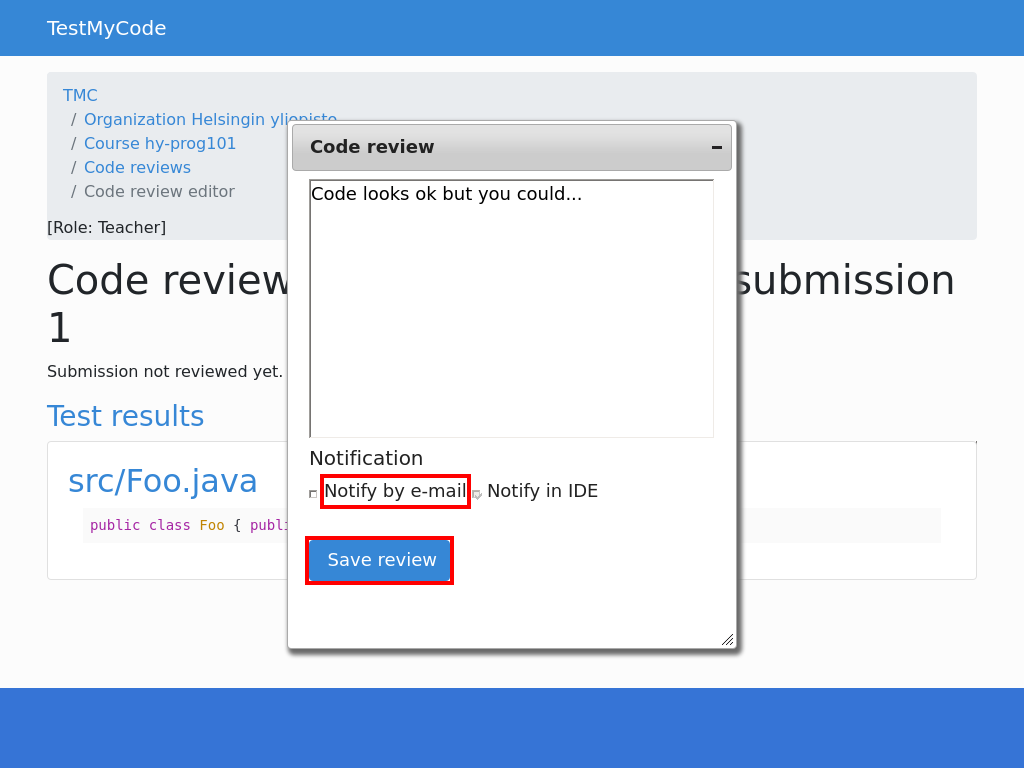 TestMyCode
TMC
/ Organization Helsingin yliopisto
/ Course hy-prog101
/ Code reviews
/ Code review editor
[Role: Teacher]
Code review
Code looks ok but you could...
Code review submission
1
Submission not reviewed yet.
Test results
Notification
Notify by e-mail Notify in IDE
src/Foo.java
public class Foo { publi
Save review